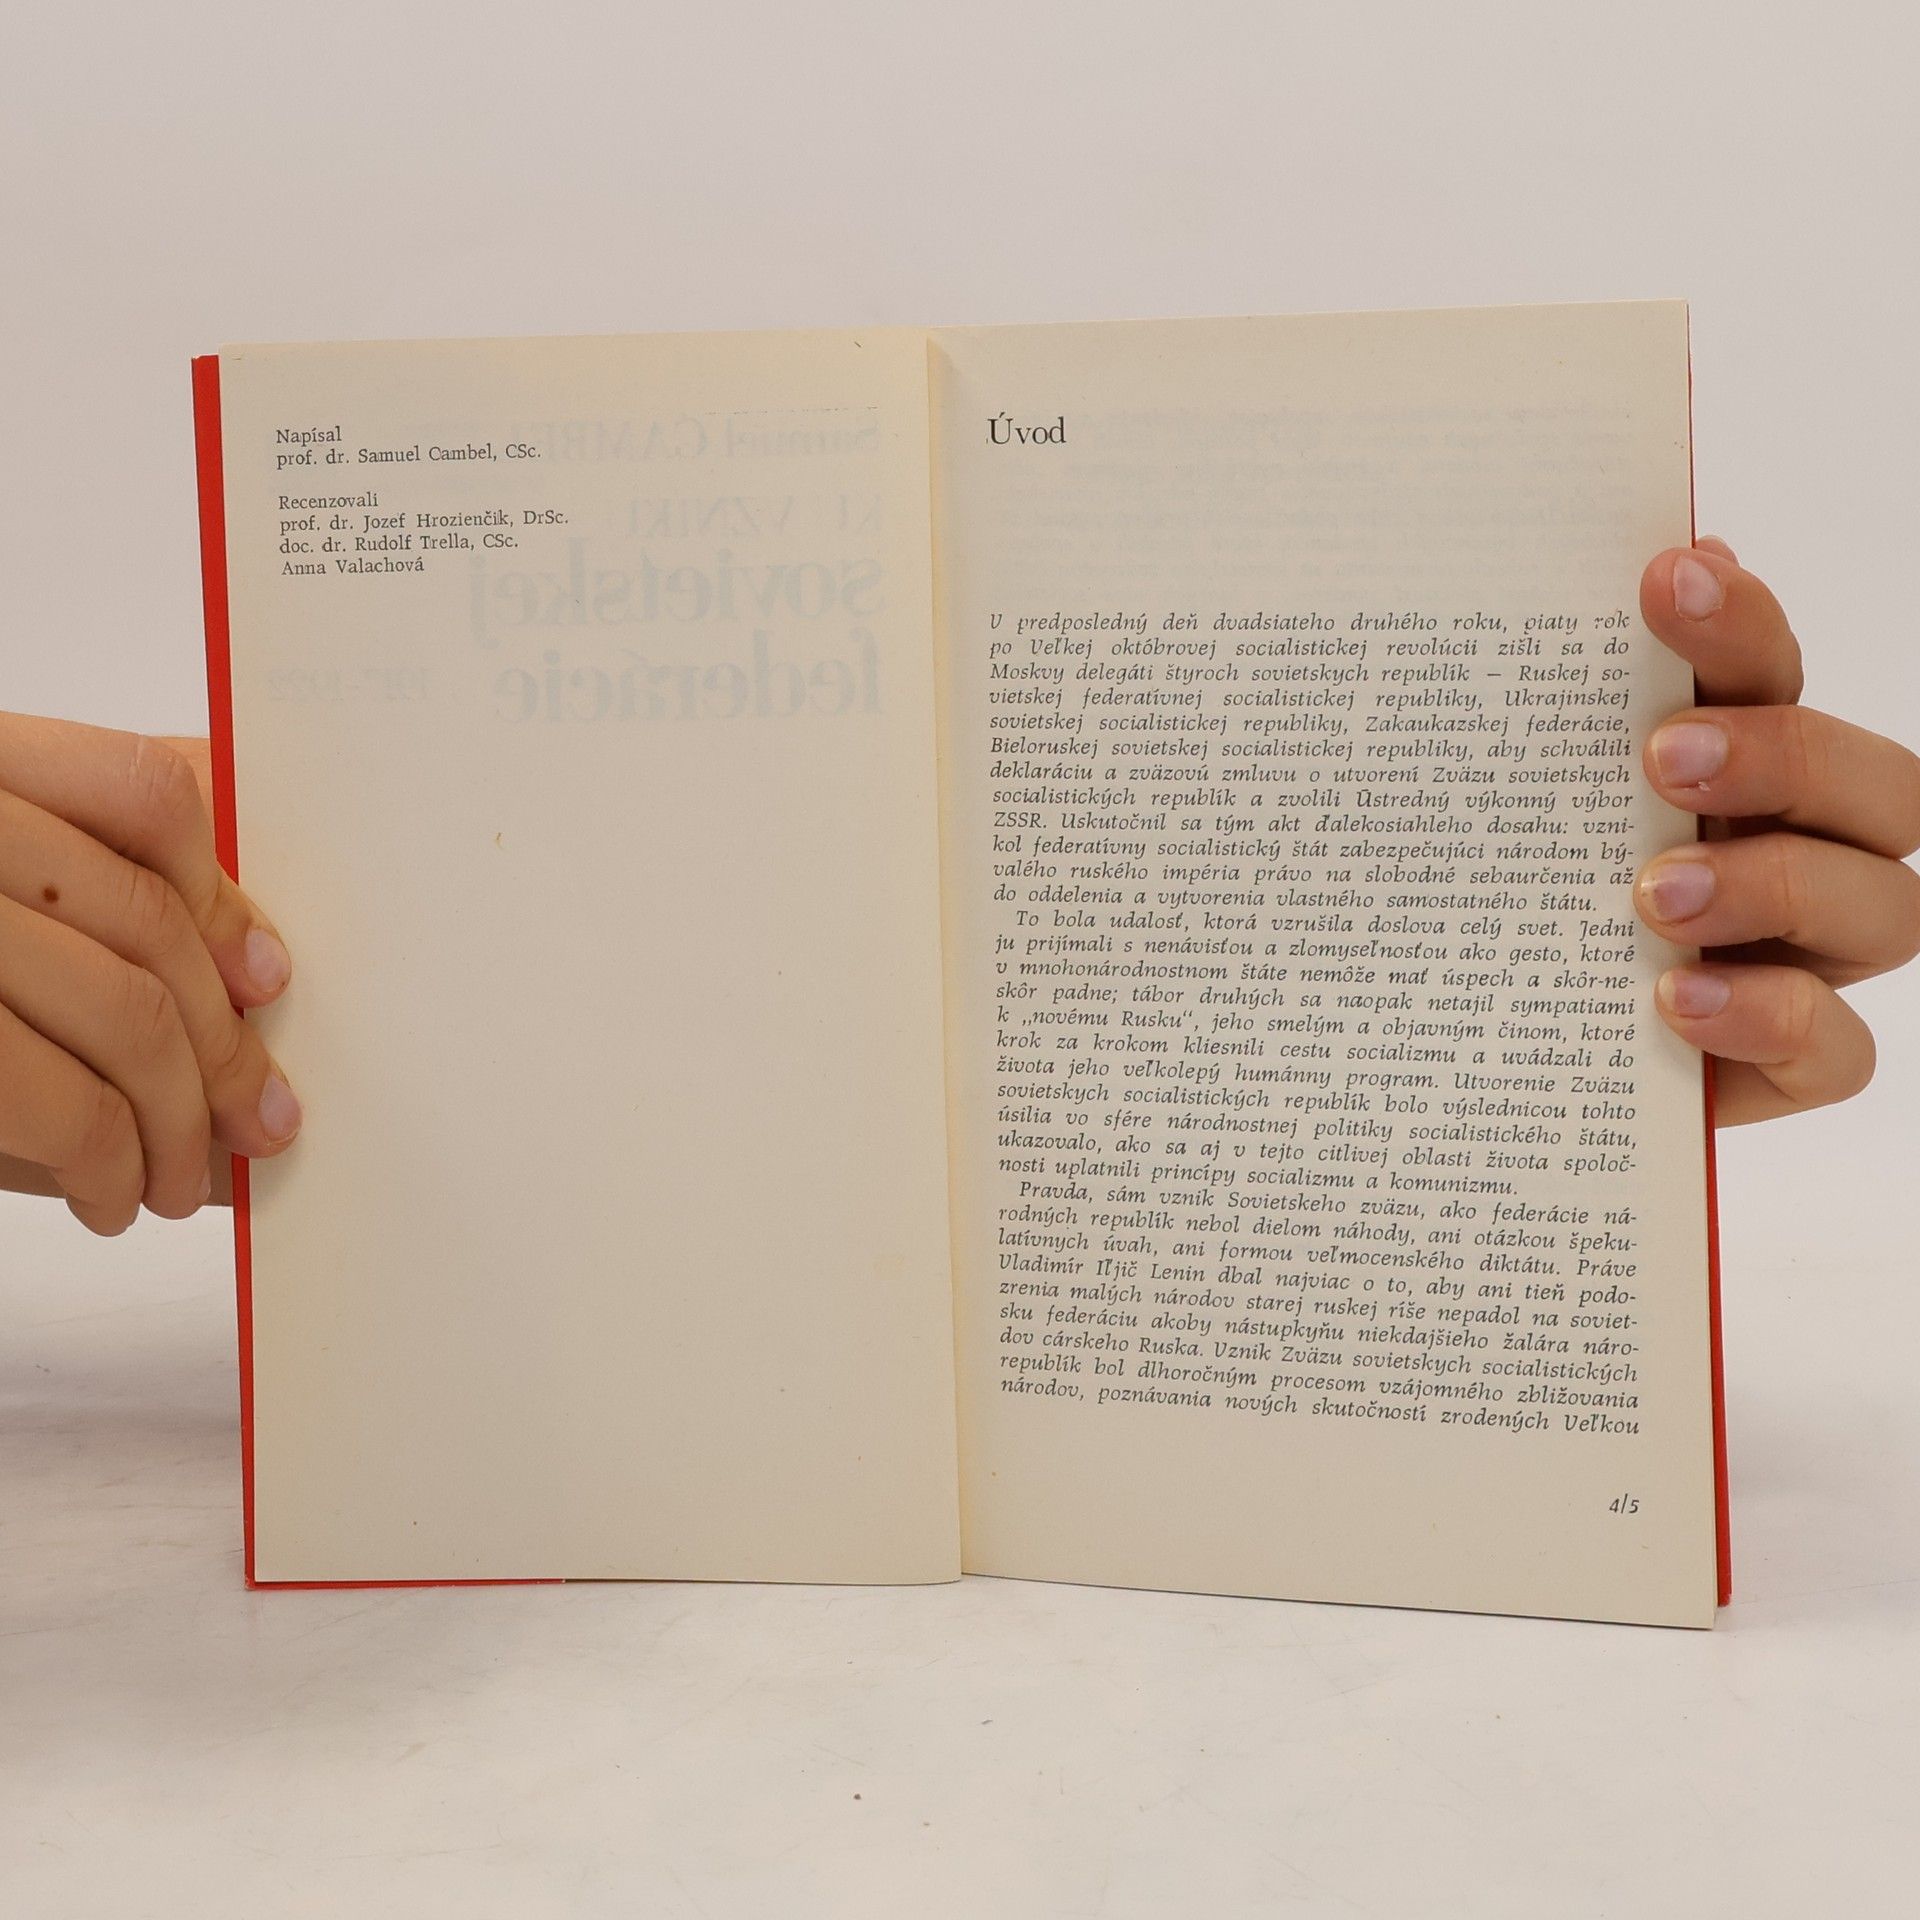 Napísal
prof. dr. Samuel Cambel, CSc.
Recenzovali
prof. dr. Jozef Hrozienčik, DrSc.
doc. dr. Rudolf Trella, CSc.
Anna Valachová
Úvod
V predposledný deň dvadsiateho druhého roku, piaty rok
po Veľkej októbrovej socialistickej revolúcii zišli sa do
Moskvy delegáti štyroch sovietskych republík — Ruskej so-
vietskej federatívnej socialistickej republiky, Ukrajinskej
sovietskej socialistickej republiky, Zakaukazskej federácie,
Bieloruskej sovietskej socialistickej republiky, aby schválili
deklaráciu a zväzovú zmluvu o utvorení Zväzu sovietskych
socialistických republík a zvolili Ústredný výkonný výbor
ZSSR. Uskutočnil sa tým akt ďalekosiahleho dosahu: vzni-
kol federatívny socialistický štát zabezpečujúci národom bý-
valého ruského impéria právo na slobodné sebaurčenia až
do oddelenia a vytvorenia vlastného samostatného štátu.
To bola udalosť, ktorá vzrušila doslova celý svet. Jedni
ju prijímali s nenávisťou a zlomyseľnosťou ako gesto, ktoré
v mnohonárodnostnom štáte nemôže mať úspech a skôr-ne-
skôr padne; tábor druhých sa naopak netajil sympatiami
k „novému Rusku“, jeho smelým a objavným činom, ktoré
krok za krokom kliesnili cestu socializmu a uvádzali do
života jeho veľkolepý humánny program. Utvorenie Zväzu
sovietskych socialistických republík bolo výslednicou tohto
úsilia vo sfére národnostnej politiky socialistického štátu,
ukazovalo, ako sa aj v tejto citlivej oblasti života spoloč-
nosti uplatnili princípy socializmu a komunizmu.
Pravda, sám vznik Sovietskeho zväzu, ako federácie ná-
rodných republík nebol dielom náhody, ani otázkou špeku-
latívnych úvah, ani formou veľmocenského diktátu. Práve
Vladimír Iľjič Lenin dbal najviac o to, aby ani tieň podo-
zrenia malých národov starej ruskej ríše nepadol na soviet-
sku federáciu akoby nástupkyňu niekdajšieho žalára náro-
dov cárskeho Ruska. Vznik Zväzu sovietskych socialistických
republík bol dlhoročným procesom vzájomného zbližovania
národov, poznávania nových skutočností zrodených Veľkou
4/5